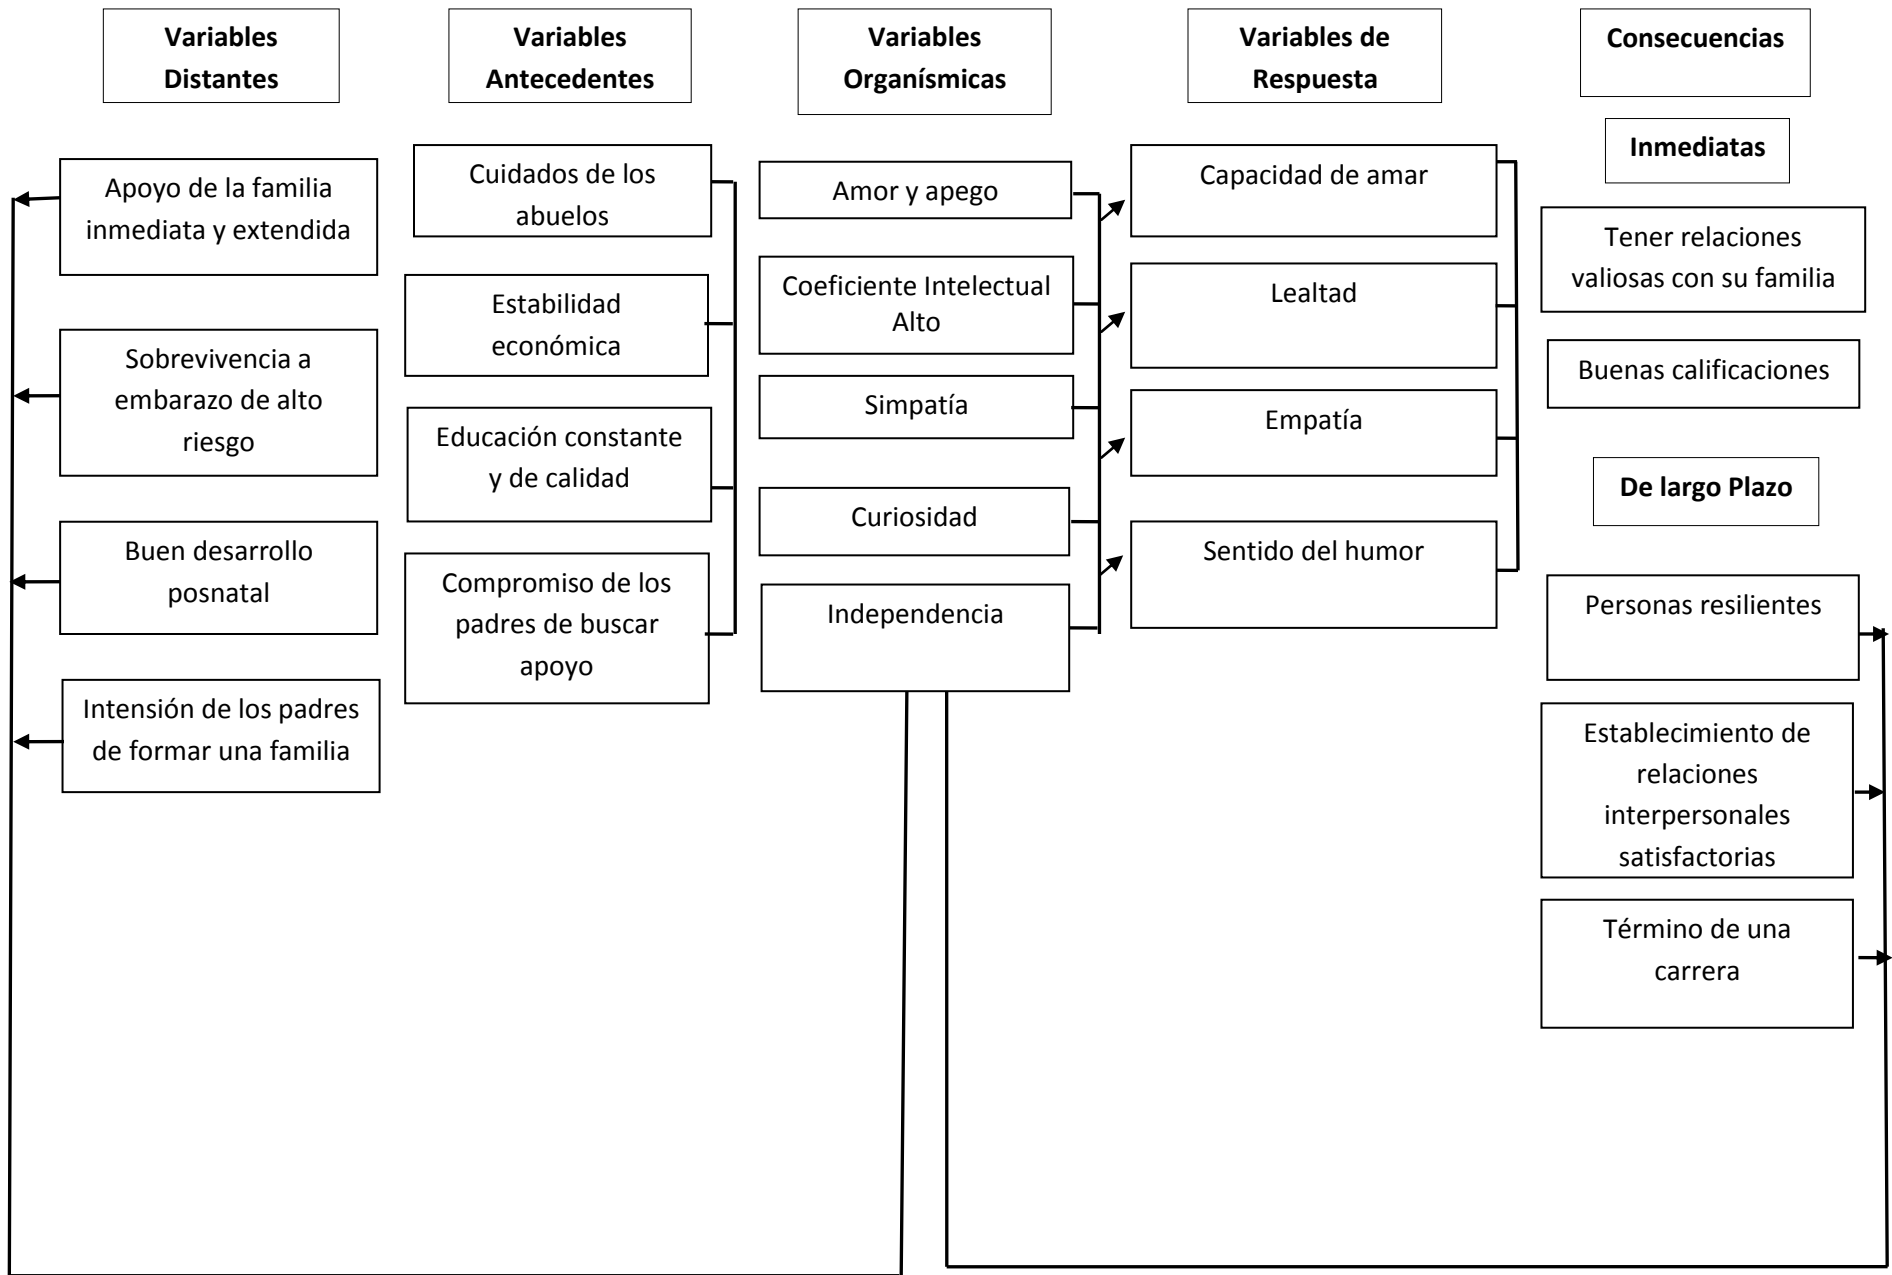 Variables
Distantes
Variables
Antecedentes
Variables
Organísmicas
Variables de
Respuesta
Consecuencias
Apoyo de la familia
inmediata y extendida
Sobrevivencia a
embarazo de alto
riesgo
Buen desarrollo
posnatal
Intensión de los padres
de formar una familia
Cuidados de los
abuelos
Estabilidad
económica
Educación constante
y de calidad
Compromiso de los
padres de buscar
apoyo
Amor y apego
Coeficiente Intelectual
Alto
Simpatía
Curiosidad
Independencia
Capacidad de amar
Lealtad
Empatía
Sentido del humor
Inmediatas
Tener relaciones
valiosas con su familia
Buenas calificaciones
De largo Plazo
Personas resilientes
Establecimiento de
relaciones
interpersonales
satisfactorias
Término de una
carrera